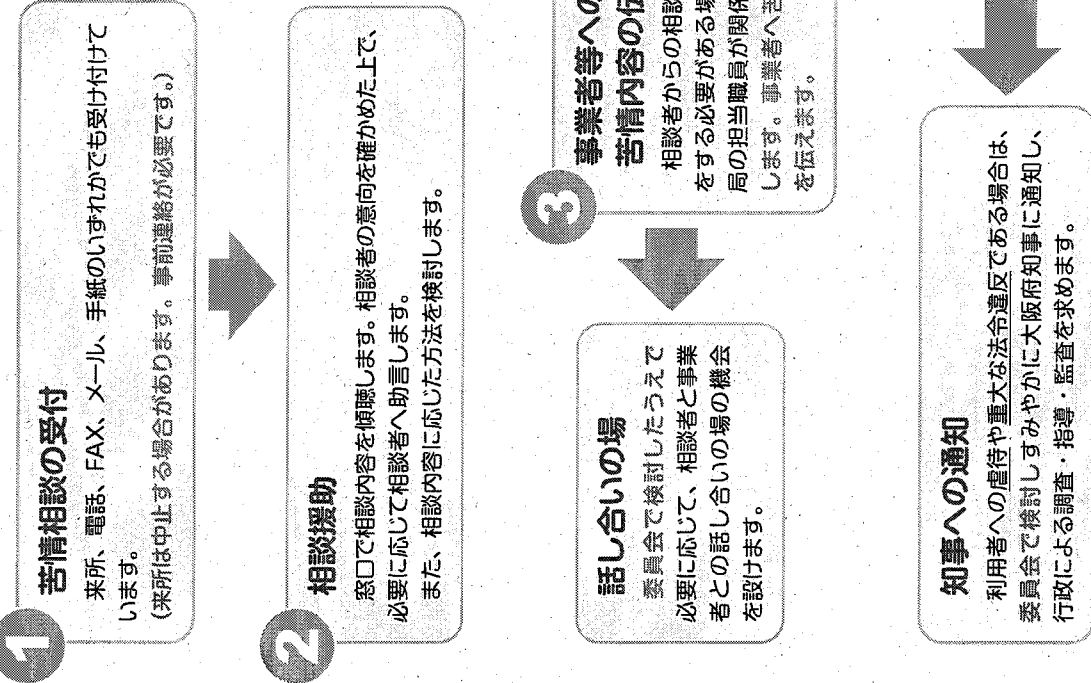 1
苦情相談の受付
来所、電話、FAX、メール、手紙のいずれかでも受け付けて
います。
(来所は中止する場合があります。事前連絡が必要です。)
2
相談援助
窓口で相談内容を傾聴します。相談者の意向を確かめた上で、
必要に応じて相談者へ助言します。
また、相談内容に応じた方法を検討します。
3
事業者等への
苦情内容の伝
相談者からの相談
をする必要がある場
局の担当職員が関係
します。事業者へ苦
を伝えます。
話し合いの場
委員会で検討したうえで
必要に応じて、相談者と事業
者との話し合いの場の機会
を設けます。
知事への通知
利用者への虐待や重大な法令違反である場合は、
委員会で検討しすみやかに大阪府知事に通知し、
行政による調査・指導・監査を求めます。